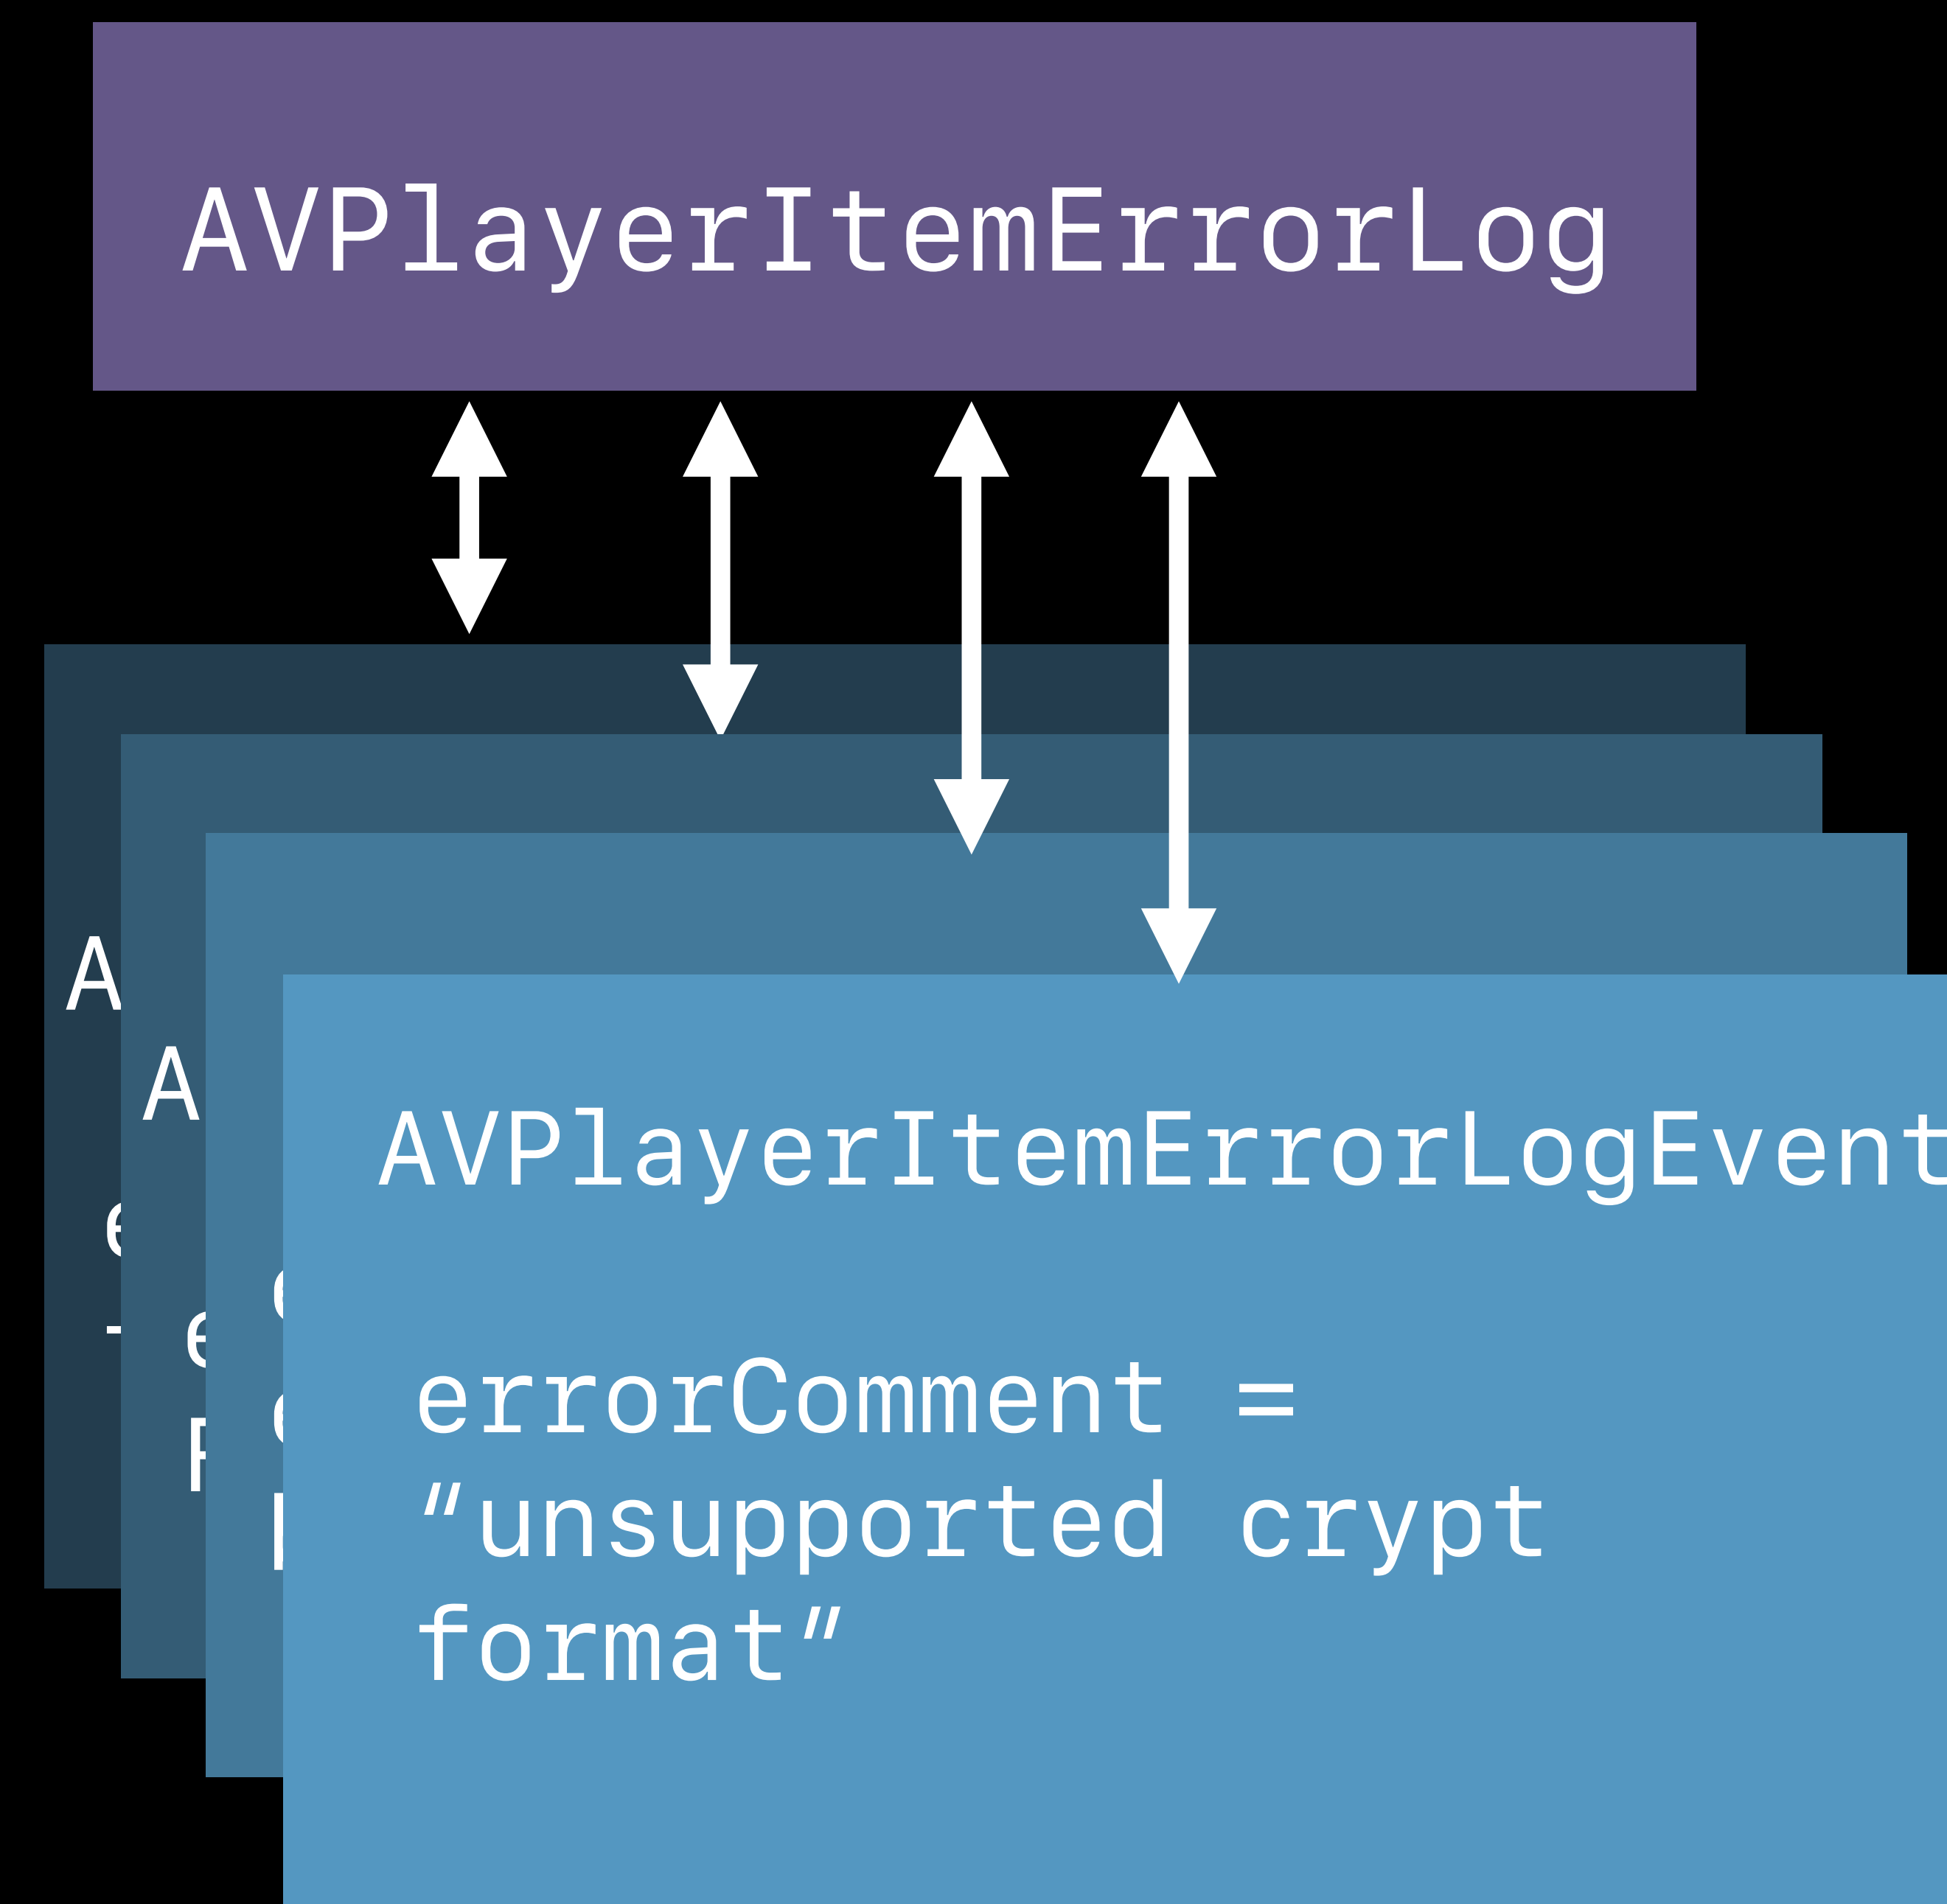 AVPlayerItemErrorLog
AVPlayerItemErrorLogEvent
errorComment =
“unsupported crypt
format“